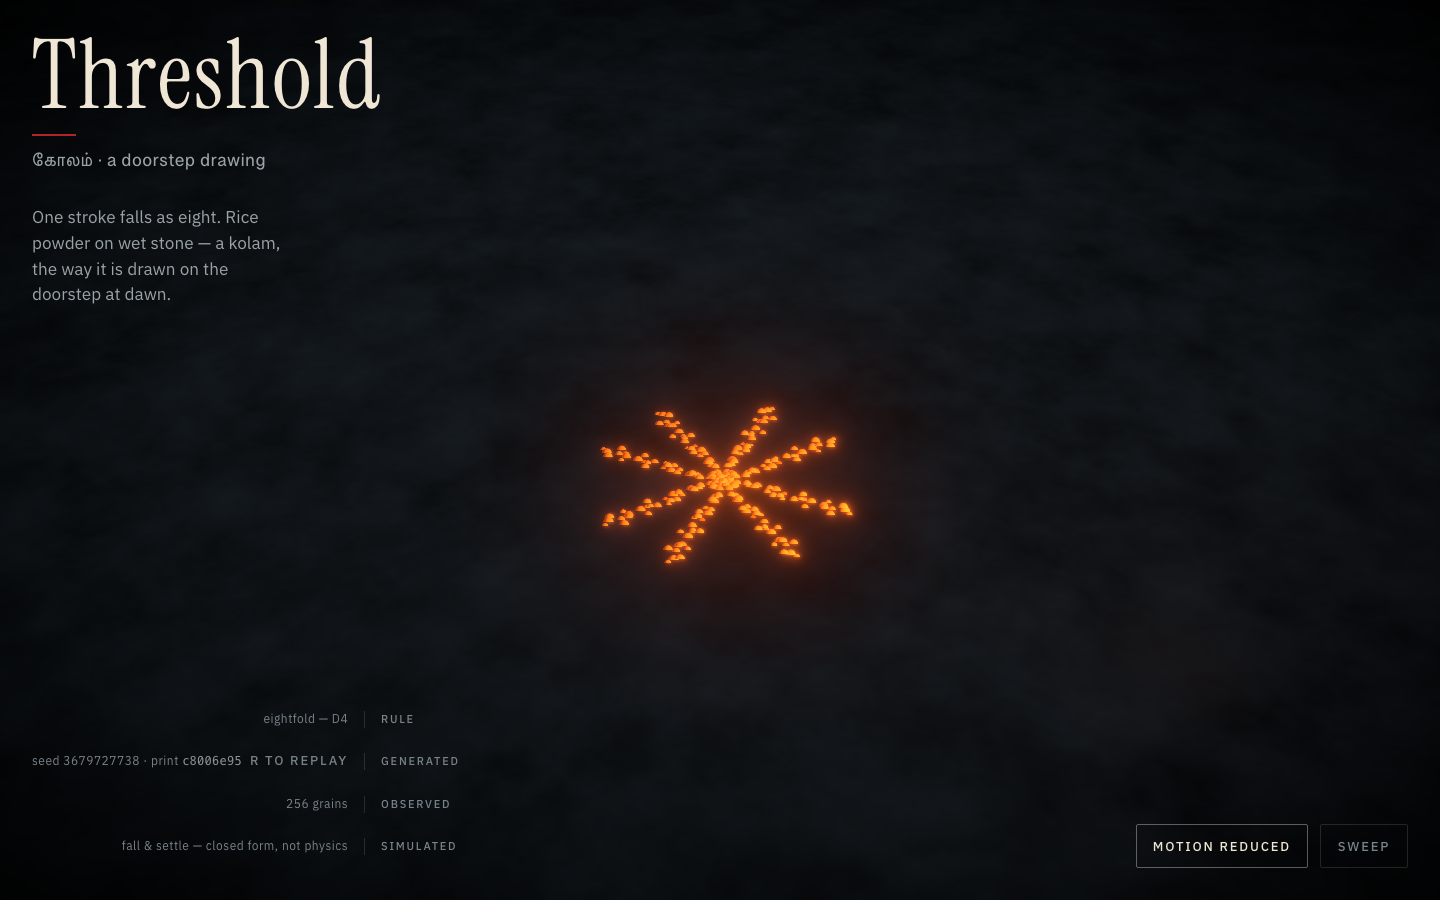 Threshold
கோலம் · a doorstep drawing
One stroke falls as eight. Rice
powder on wet stone — a kolam,
the way it is drawn on the
doorstep at dawn.
eightfold — D4 RULE
seed 3679727738 · print c8006e95 R TO REPLAY GENERATED
256 grains OBSERVED
fall & settle — closed form, not physics SIMULATED
MOTION REDUCED SWEEP